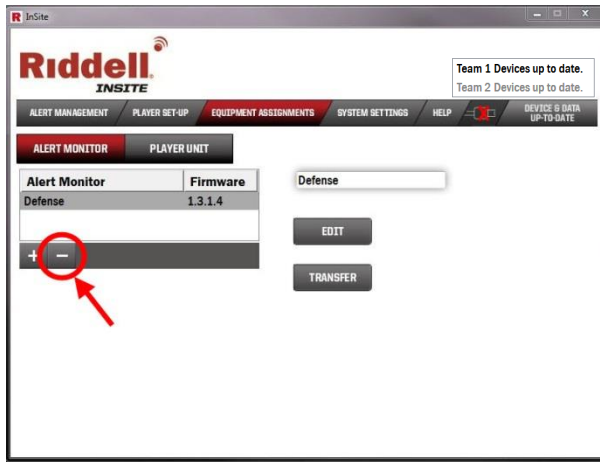 InSite
Riddell
INSITE
Team 1 Devices up to date.
Team 2 Devices up to date.
ALERT MANAGEMENT PLAYER SET-UP EQUIPMENT ASSIGNMENTS SYSTEM SETTINGS HELP DEVICE & DATA
UP-TO-DATE
ALERT MONITOR PLAYER UNIT
Alert Monitor Firmware
Defense 1.3.1.4
Defense
EDIT
TRANSFER